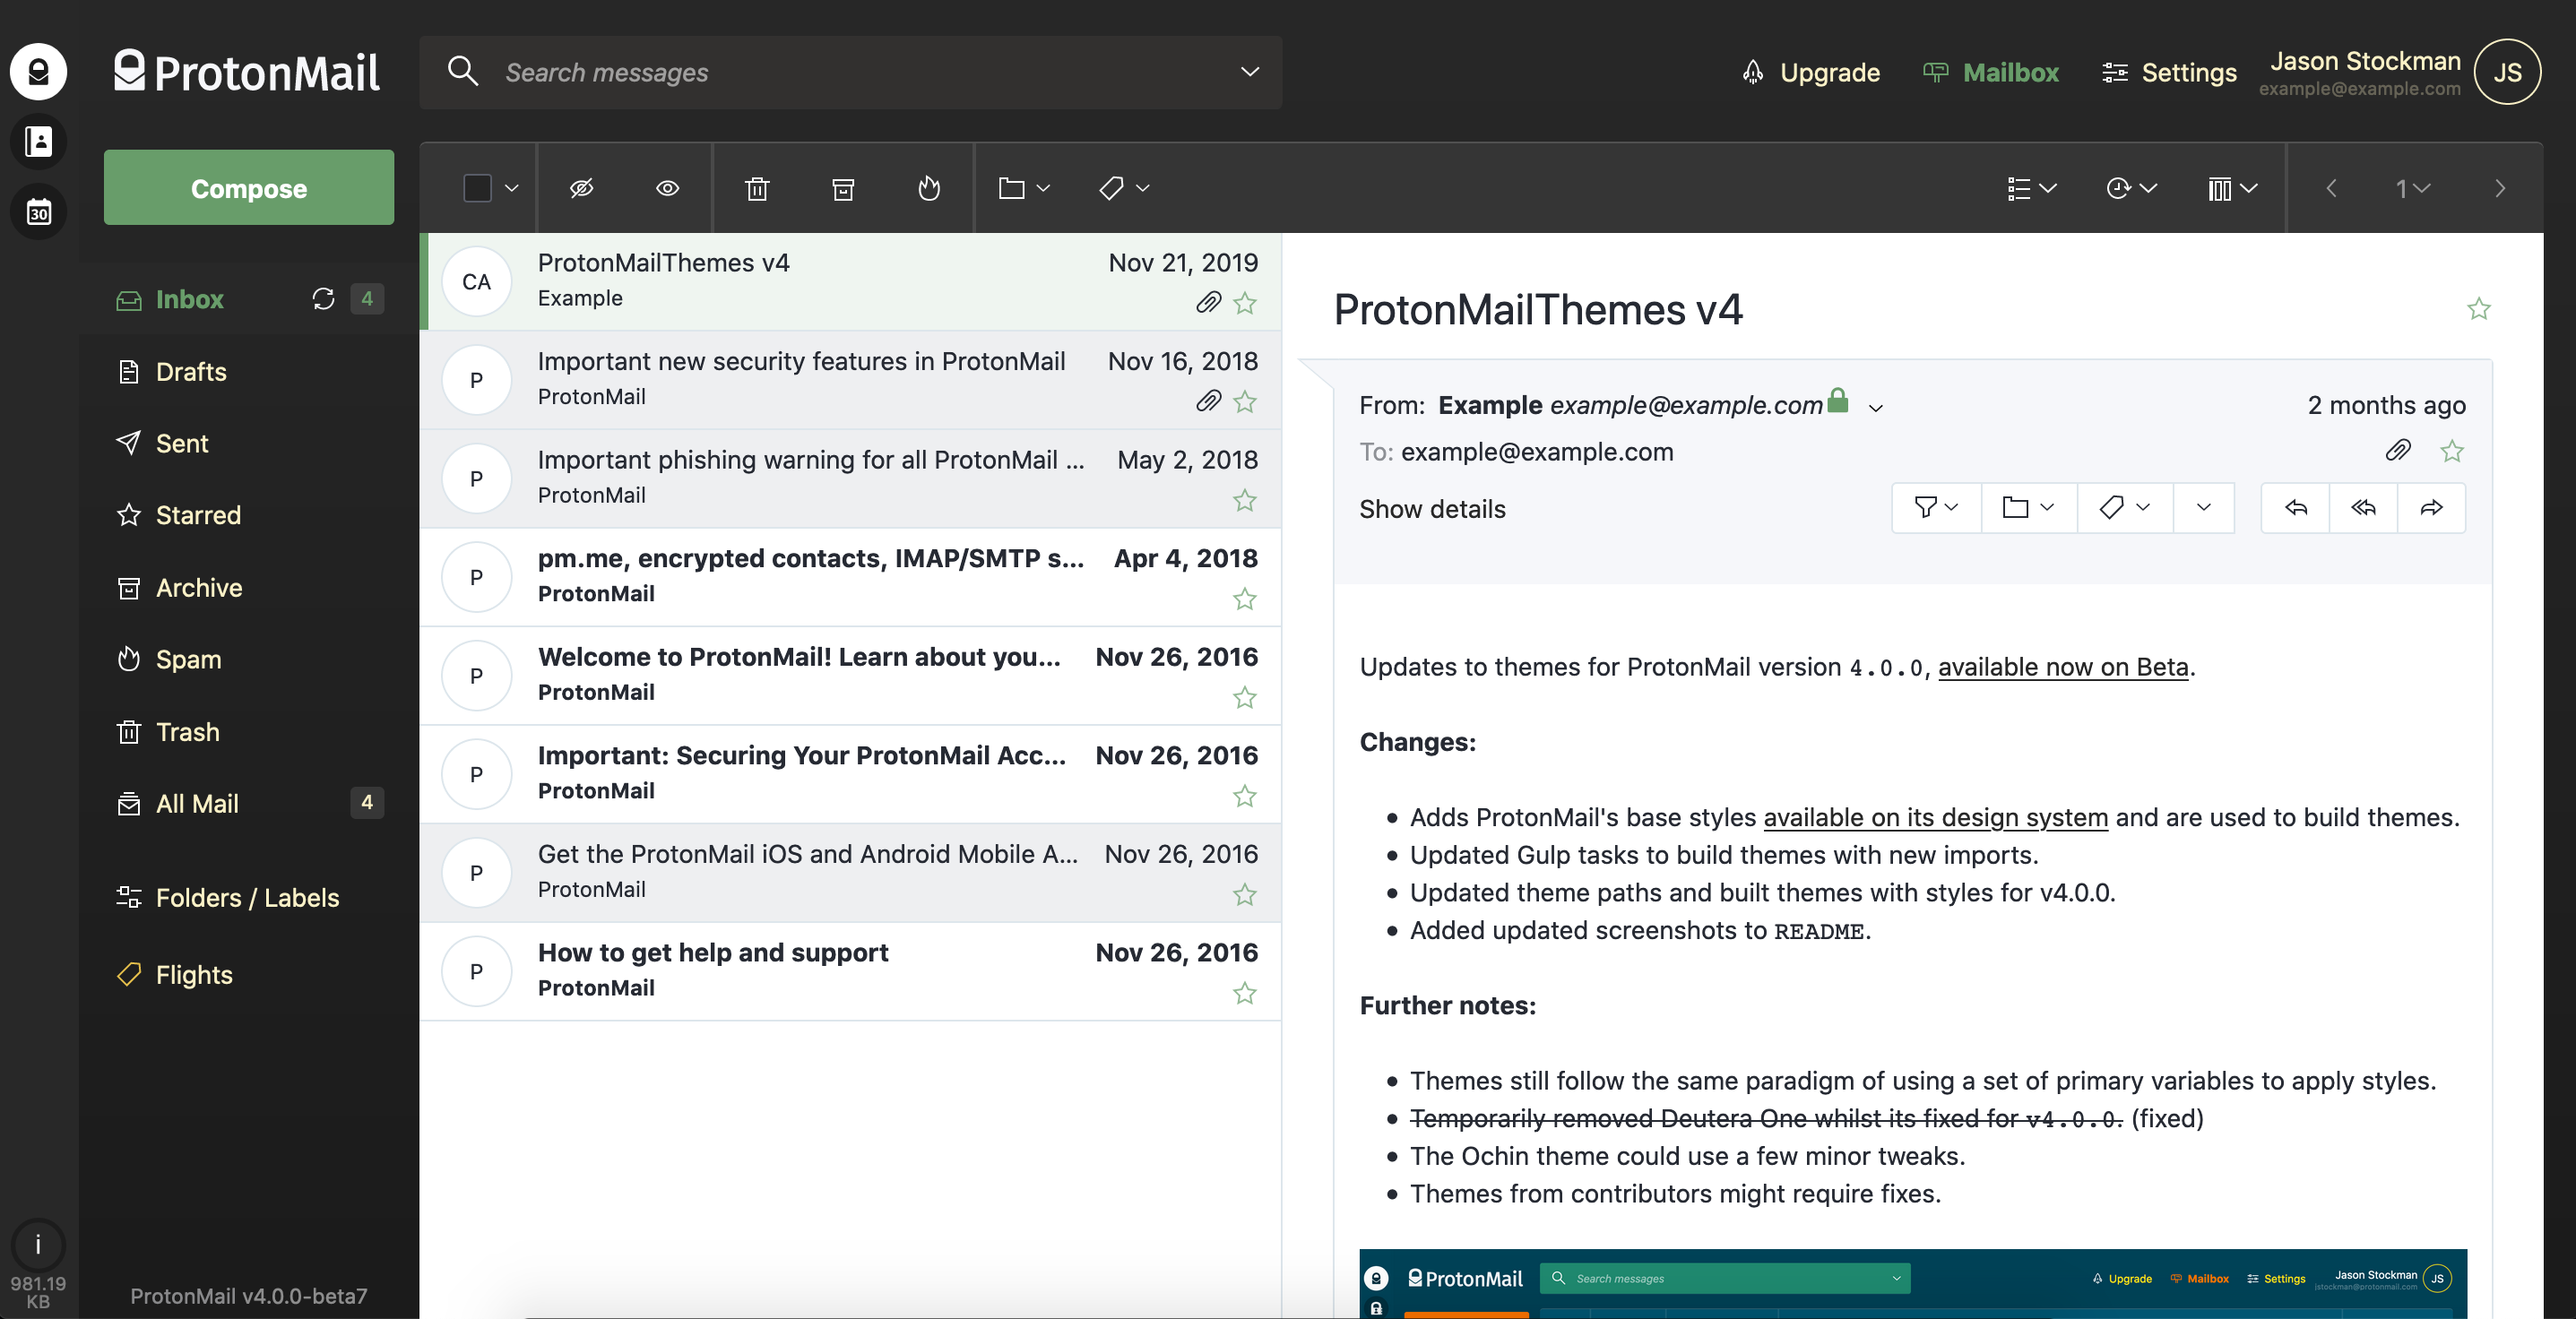 ProtonMail
Search messages
Upgrade
Mailbox
Settings
Jason Stockman
example@example.com
JS
30
Compose
1
Inbox
4
Drafts
Sent
Starred
Archive
Spam
Trash
All Mail
4
Folders / Labels
Flights
i
981.19
KB
ProtonMail v4.0.0-beta7
CA
ProtonMailThemes v4
Nov 21, 2019
Example
P
Important new security features in ProtonMail
Nov 16, 2018
ProtonMail
P
Important phishing warning for all ProtonMail ...
May 2, 2018
ProtonMail
P
pm.me, encrypted contacts, IMAP/SMTP s...
Apr 4, 2018
ProtonMail
P
Welcome to ProtonMail! Learn about you...
Nov 26, 2016
ProtonMail
P
Important: Securing Your ProtonMail Acc...
Nov 26, 2016
ProtonMail
P
Get the ProtonMail iOS and Android Mobile A...
Nov 26, 2016
ProtonMail
P
How to get help and support
Nov 26, 2016
ProtonMail
ProtonMailThemes v4
From: Example example@example.com
2 months ago
To: example@example.com
Show details
Updates to themes for ProtonMail version 4.0.0, available now on Beta.
Changes:
• Adds ProtonMail's base styles available on its design system and are used to build themes.
• Updated Gulp tasks to build themes with new imports.
• Updated theme paths and built themes with styles for v4.0.0.
• Added updated screenshots to README.
Further notes:
• Themes still follow the same paradigm of using a set of primary variables to apply styles.
• Temporarily removed Deutera One whilst its fixed for v4.0.0. (fixed)
• The Ochin theme could use a few minor tweaks.
• Themes from contributors might require fixes.
ProtonMail
Search messages
Upgrade
Mailbox
Settings
Jason Stockman
jstockman@protonmail.com
JS